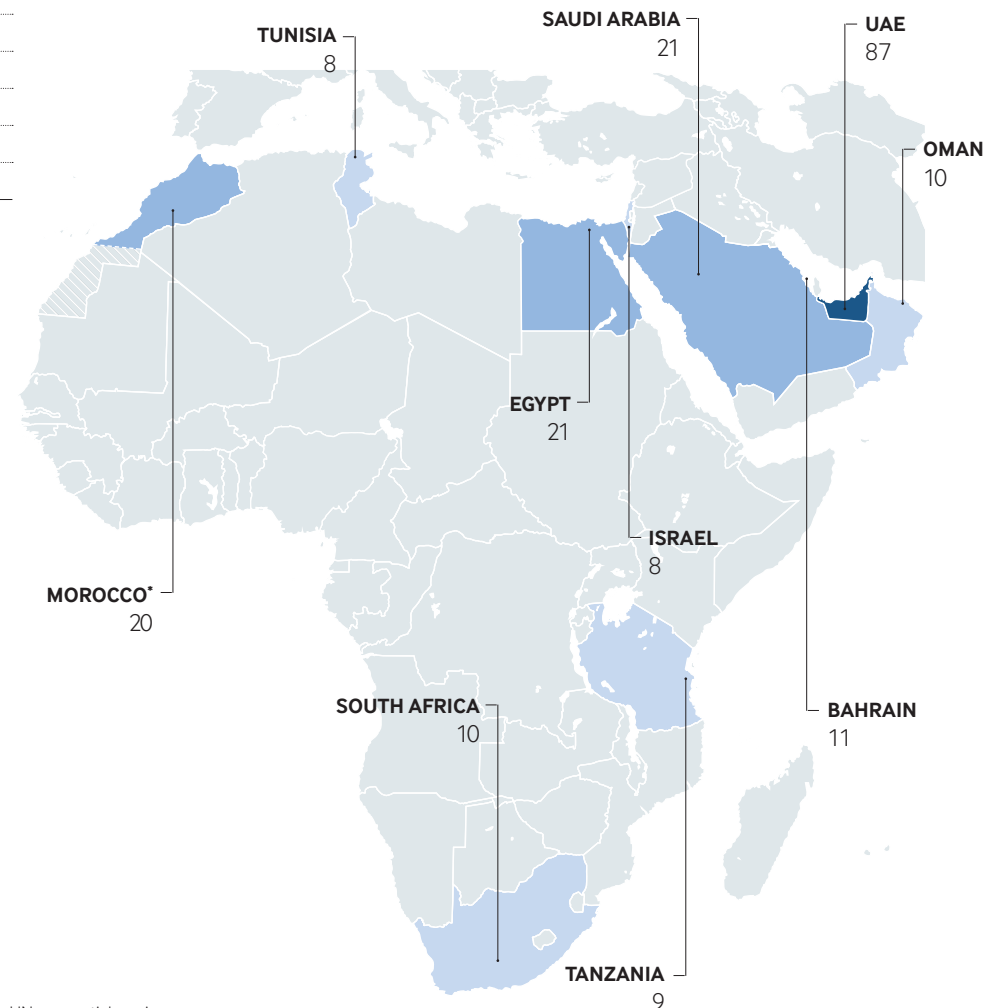 SAUDI ARABIA
21
UAE
87
TUNISIA
8
OMAN
10
EGYPT
21
ISRAEL
8
MOROCCO*
20
SOUTH AFRICA
10
BAHRAIN
11
TANZANIA
9